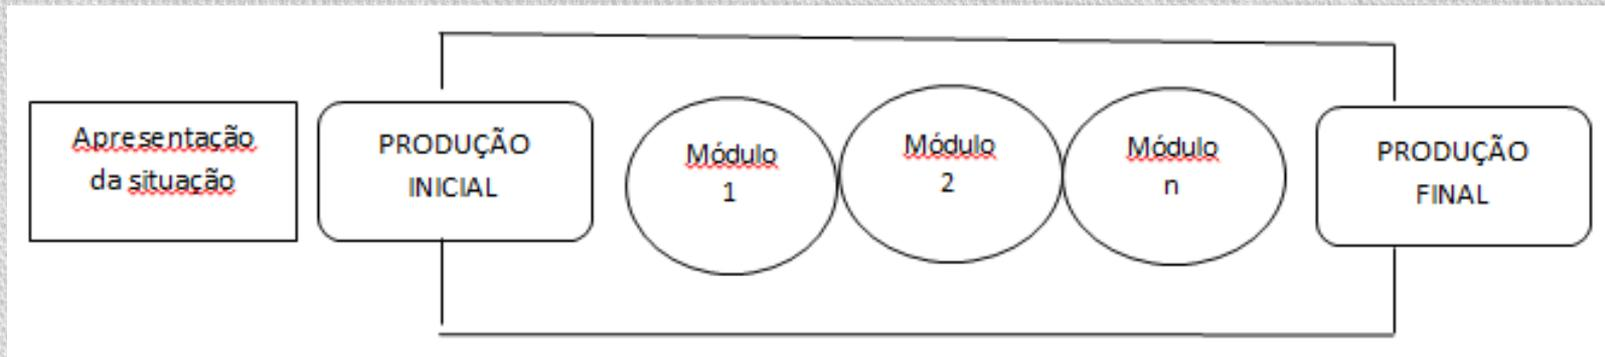 Apresentação
da situação
PRODUÇÃO
INICIAL
Módulo
1
Módulo
2
Módulo
n
PRODUÇÃO
FINAL